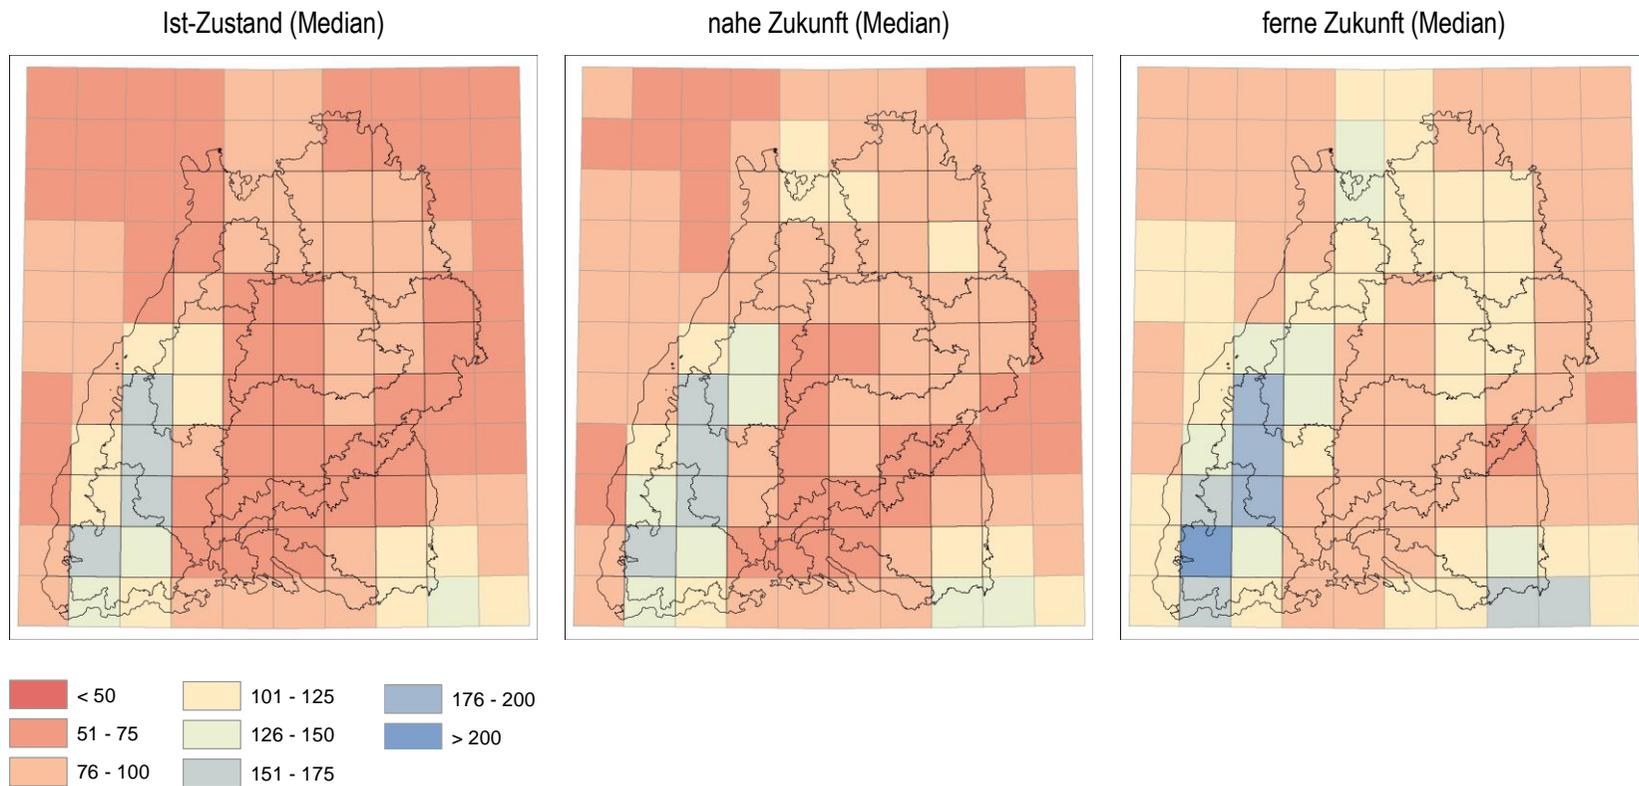 Ist-Zustand (Median)
nahe Zukunft (Median)
ferne Zukunft (Median)
< 50
51 - 75
76 - 100
101 - 125
126 - 150
151 - 175
176 - 200
> 200